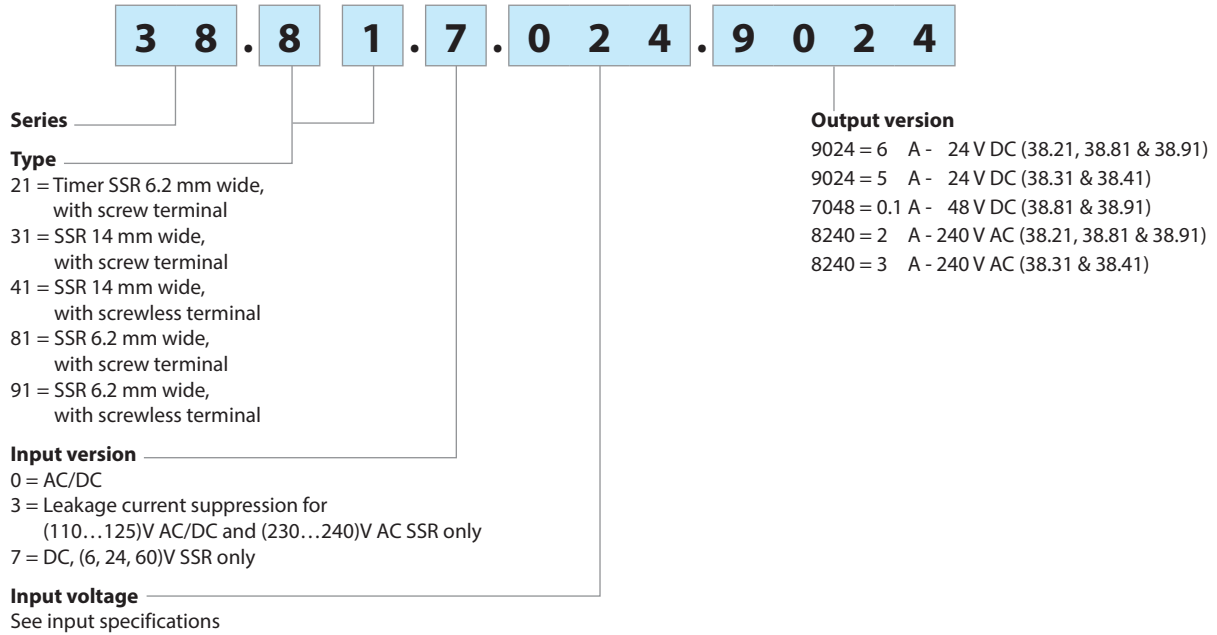 3 8 . 8 1 . 7 . 0 2 4 . 9 0 2 4
Series
Type
21 = Timer SSR 6.2 mm wide,
with screw terminal
31 = SSR 14 mm wide,
with screw terminal
41 = SSR 14 mm wide,
with screwless terminal
81 = SSR 6.2 mm wide,
with screw terminal
91 = SSR 6.2 mm wide,
with screwless terminal
Input version
0 = AC/DC
3 = Leakage current suppression for
(110…125)V AC/DC and (230…240)V AC SSR only
7 = DC, (6, 24, 60)V SSR only
Input voltage
See input specifications
Output version
9024 = 6 A - 24 V DC (38.21, 38.81 & 38.91)
9024 = 5 A - 24 V DC (38.31 & 38.41)
7048 = 0.1 A - 48 V DC (38.81 & 38.91)
8240 = 2 A - 240 V AC (38.21, 38.81 & 38.91)
8240 = 3 A - 240 V AC (38.31 & 38.41)